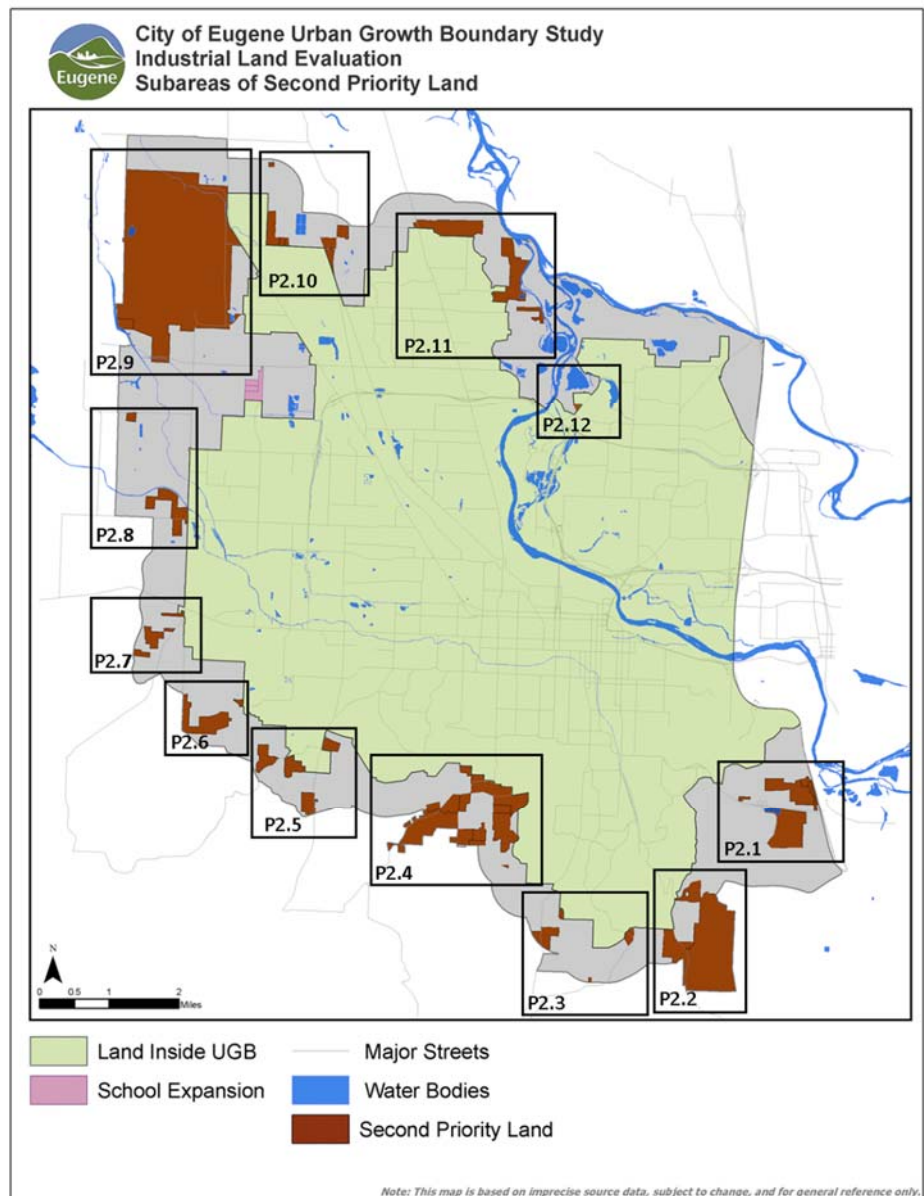 City of Eugene Urban Growth Boundary Study
Industrial Land Evaluation
Subareas of Second Priority Land
Eugene
P2.10
P2.11
P2.9
P2.12
P2.8
P2.7
P2.6
P2.5
P2.4
P2.1
P2.3
P2.2
N
0 0.5 1 2
Miles
Land Inside UGB
Major Streets
School Expansion
Water Bodies
Second Priority Land
Note: This map is based on imprecise source data, subject to change, and for general reference only.